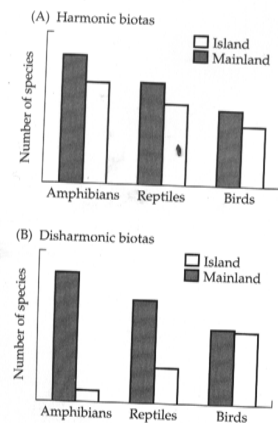 (A) Harmonic biotas
Island
Mainland
Number of species
Amphibians Reptiles Birds
(B) Disharmonic biotas
Island
Mainland
Number of species
Amphibians Reptiles Birds